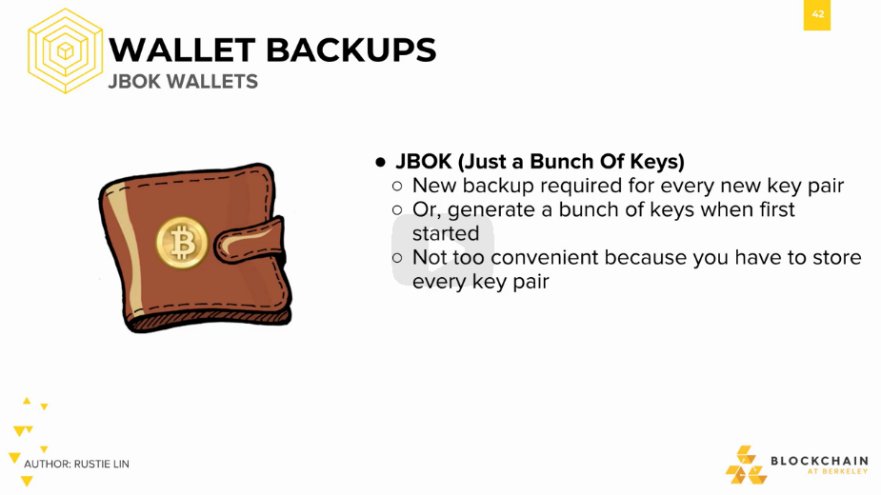 42
WALLET BACKUPS
JBOK WALLETS
● JBOK (Just a Bunch Of Keys)
○ New backup required for every new key pair
○ Or, generate a bunch of keys when first
started
○ Not too convenient because you have to store
every key pair
AUTHOR: RUSTIE LIN
BLOCKCHAIN
AT BERKELEY